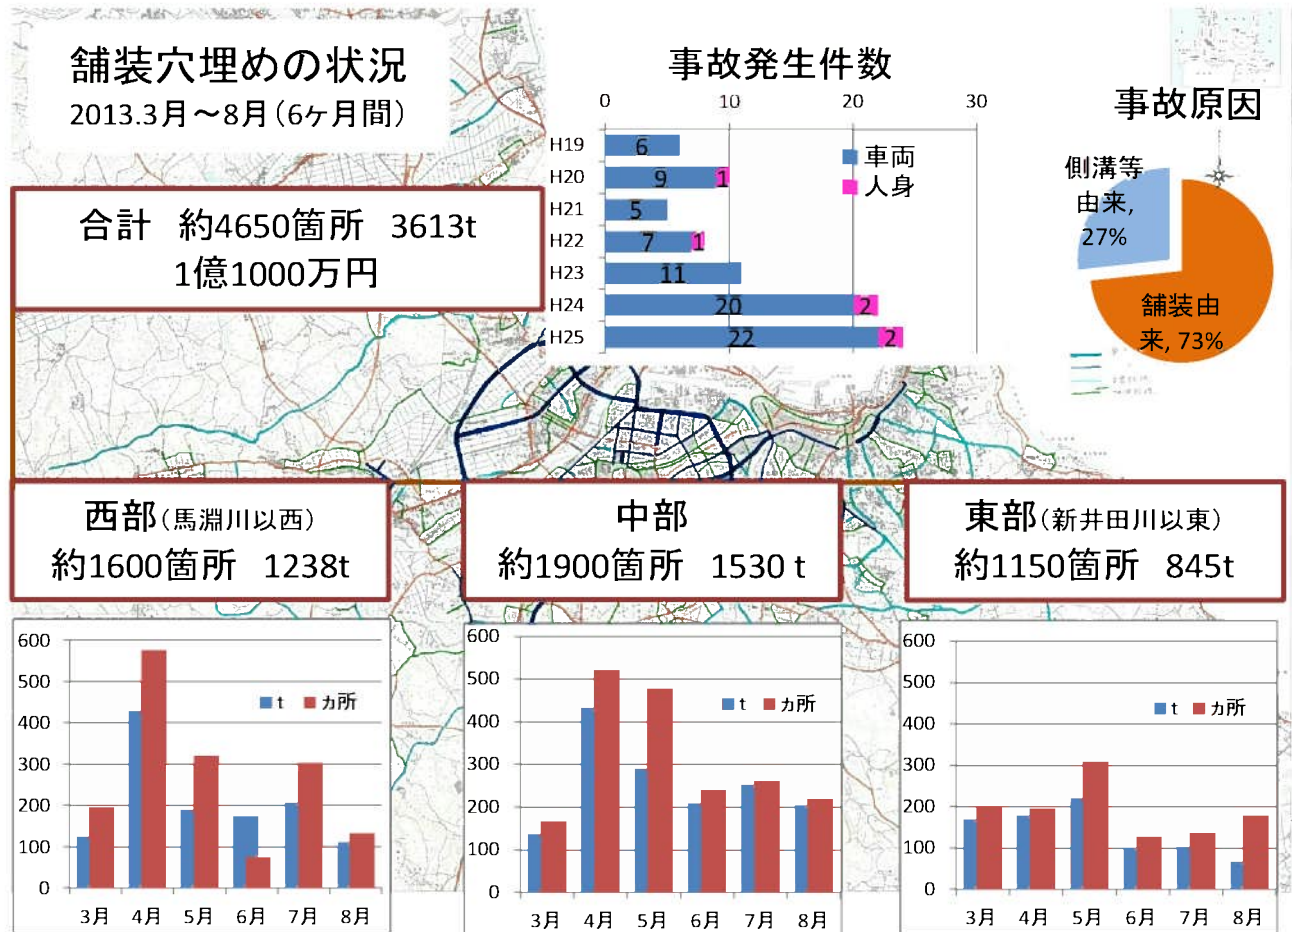 舗装穴埋めの状況
2013.3月～8月(6ヶ月間)
合計 約4650箇所 3613t
1億1000万円
事故発生件数
0 10 20 30
H19 6
H20 9 1
H21 5
H22 7 1
H23 11
H24 20 2
H25 22 2
車両
人身
事故原因
側溝等
由来,
27%
舗装由
来, 73%
西部(馬淵川以西)
約1600箇所 1238t
中部
約1900箇所 1530 t
東部(新井田川以東)
約1150箇所 845t
600
500
400
300
200
100
0
t カ所
3月 4月 5月 6月 7月 8月
600
500
400
300
200
100
0
t カ所
3月 4月 5月 6月 7月 8月
600
500
400
300
200
100
0
t カ所
3月 4月 5月 6月 7月 8月